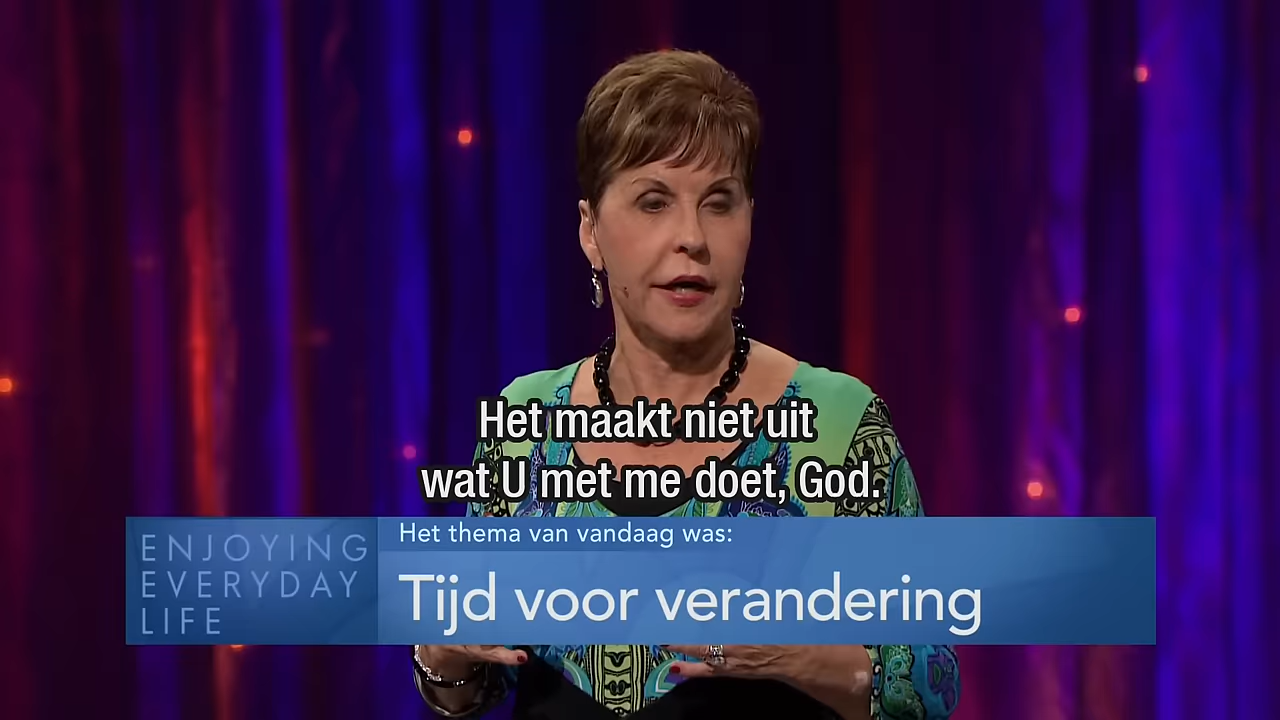 Het maakt niet uit
wat U met me doet, God.
ENJOYING
EVERYDAY
LIFE
Het thema van vandaag was:
Tijd voor verandering